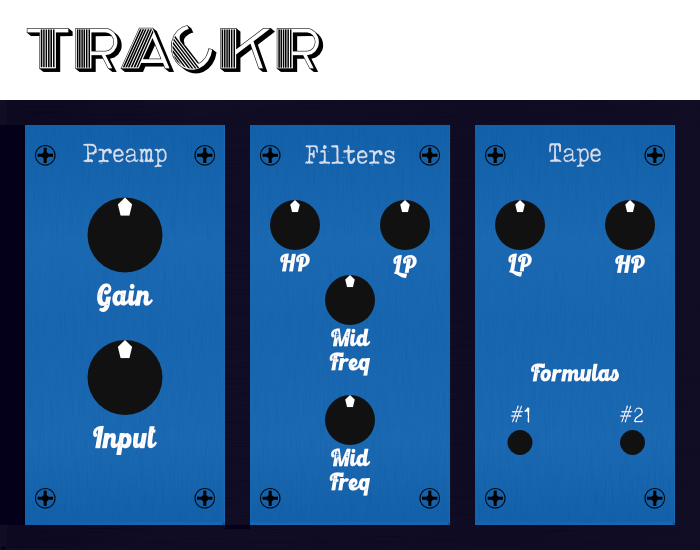 TRACKR
Preamp
Gain
Input
Filters
HP
LP
Mid
Freq
Mid
Freq
Tape
LP
HP
Formulas
#1
#2